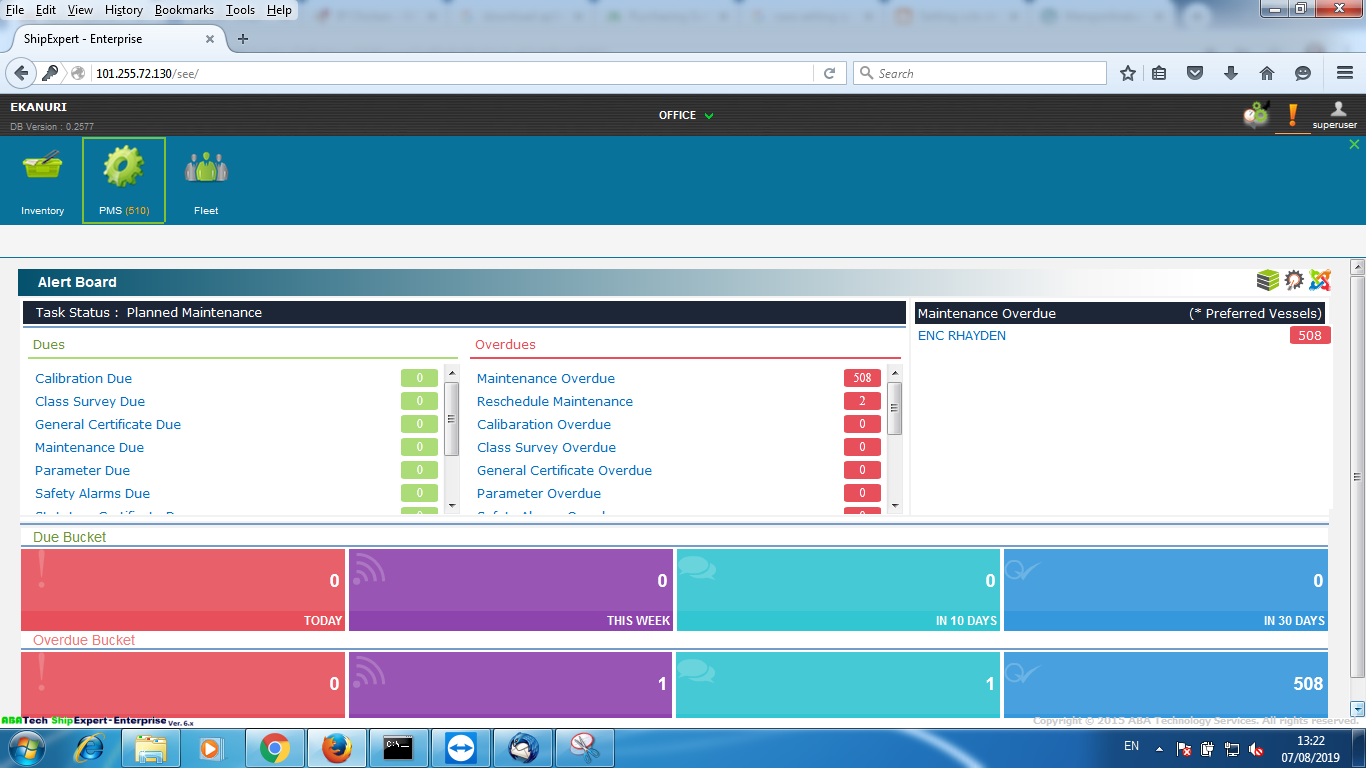 File Edit View History Bookmarks Tools Help
ShipExpert - Enterprise
101.255.72.130/see/
Search
EKANURI
DB Version : 0.2577
OFFICE
superuser
Inventory
PMS (510)
Fleet
Alert Board
Task Status : Planned Maintenance
Maintenance Overdue (* Preferred Vessels)
ENC RHAYDEN 508
Dues
Overdues
Calibration Due 0
Maintenance Overdue 508
Class Survey Due 0
Reschedule Maintenance 2
General Certificate Due 0
Calibaration Overdue 0
Maintenance Due 0
Class Survey Overdue 0
Parameter Due 0
General Certificate Overdue 0
Safety Alarms Due 0
Parameter Overdue 0
Due Bucket
0 0 0 0
TODAY THIS WEEK IN 10 DAYS IN 30 DAYS
Overdue Bucket
0 1 1 508
ABATech ShipExpert-Enterprise Ver. 6.x
Copyright © 2015 ABA Technology Services. All rights reserved.
C:\_
EN
13:22
07/08/2019